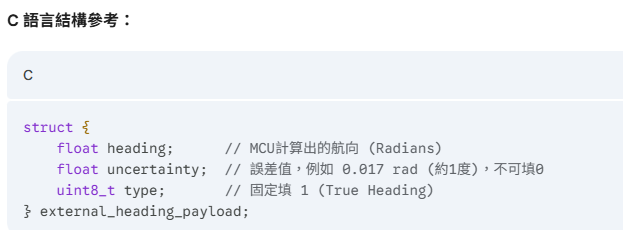 C 語言結構參考：
C
struct {
    float heading;      // MCU計算出的航向 (Radians)
    float uncertainty;  // 誤差值，例如 0.017 rad (約1度)，不可填0
    uint8_t type;       // 固定填 1 (True Heading)
} external_heading_payload;